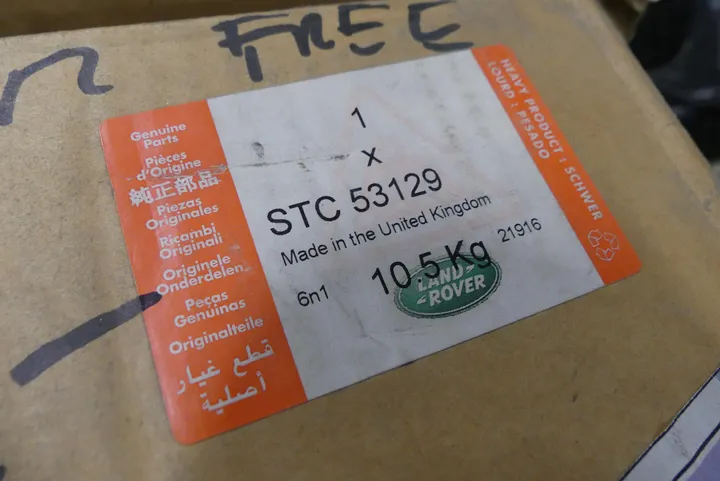 FREE
Genuine
Parts
Pièces
d'Origine
純正部品
Piezas
Originales
Ricambi
Originali
Originele
Onderdelen
Peças
Genuinas
Originalteile
قطع غيار
أصلية
1
x
STC 53129
Made in the United Kingdom
6n1
10.5 Kg
21916
LAND
ROVER
HEAVY PRODUCT : SCHWER
LOURD : PESADO